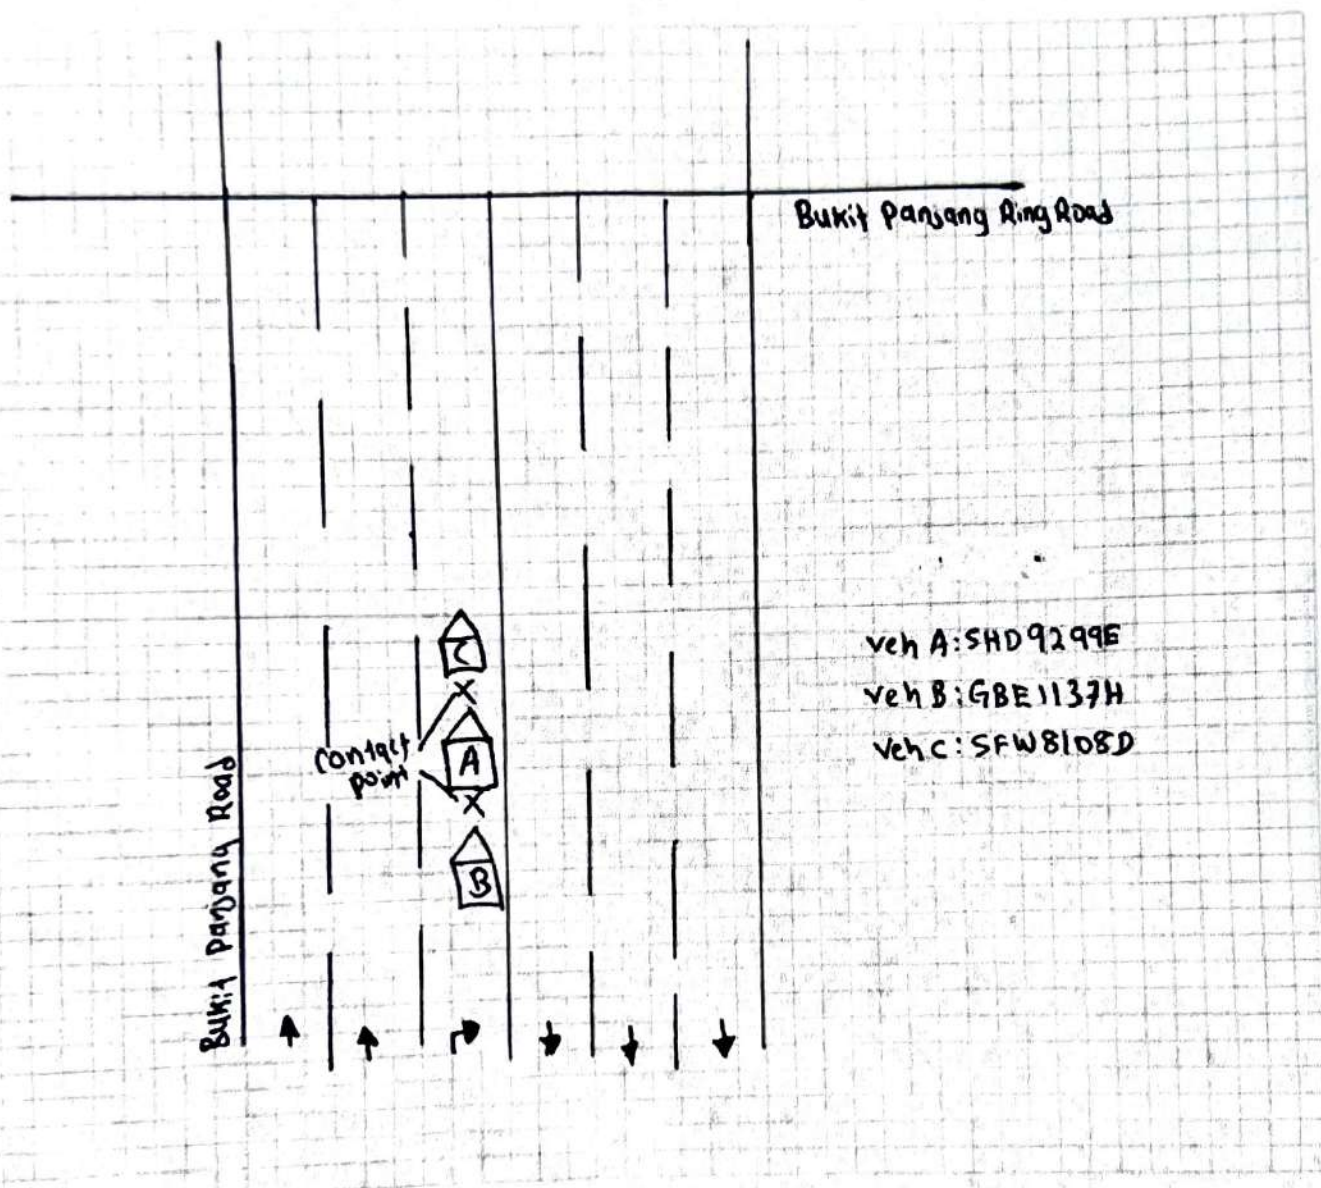 Bukit Panjang Ring Road
C
veh A: SHD9299E
veh B: GBE1137H
veh C: SFW8108D
contact
point
A
B
Bukit Panjang Road